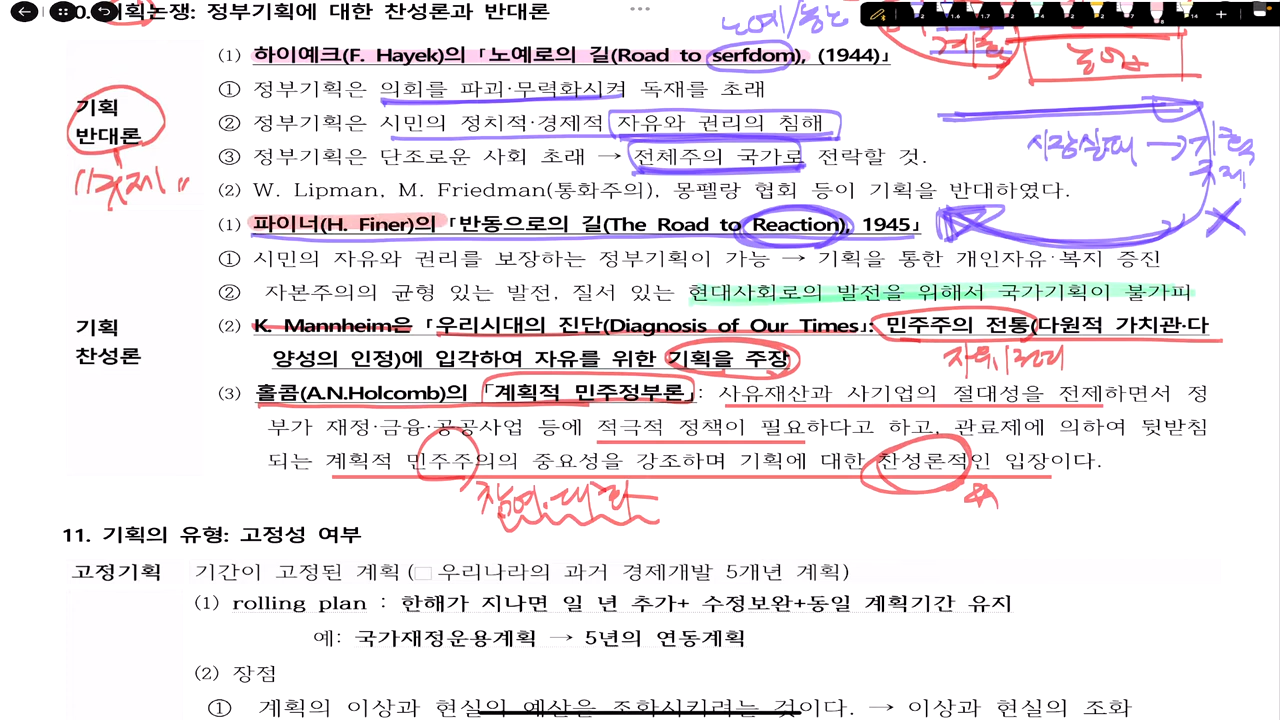 0. 기획논쟁: 정부기획에 대한 찬성론과 반대론
노예/농노
계획
농양
기획
반대론
"규제"
(1) 하이예크(F. Hayek)의 「노예로의 길(Road to serfdom), (1944)」
① 정부기획은 의회를 파괴·무력화시켜 독재를 초래
② 정부기획은 시민의 정치적·경제적 자유와 권리의 침해
③ 정부기획은 단조로운 사회 초래 → 전체주의 국가로 전락할 것.
시장실패 →
규제
X
(2) W. Lipman, M. Friedman(통화주의), 몽펠랑 협회 등이 기획을 반대하였다.
기획
찬성론
(1) 파이너(H. Finer)의 「반동으로의 길(The Road to Reaction), 1945」
① 시민의 자유와 권리를 보장하는 정부기획이 가능 → 기획을 통한 개인자유·복지 증진
② 자본주의의 균형 있는 발전, 질서 있는 현대사회로의 발전을 위해서 국가기획이 불가피
(2) K. Mannheim은 「우리시대의 진단(Diagnosis of Our Times」: 민주주의 전통(다원적 가치관·다
양성의 인정)에 입각하여 자유를 위한 기획을 주장
자유/권리
(3) 홀콤(A.N.Holcomb)의 「계획적 민주정부론」: 사유재산과 사기업의 절대성을 전제하면서 정
부가 재정·금융·공공사업 등에 적극적 정책이 필요하다고 하고, 관료제에 의하여 뒷받침
되는 계획적 민주주의의 중요성을 강조하며 기획에 대한 찬성론적인 입장이다.
참여·대화
11. 기획의 유형: 고정성 여부
고정기획 기간이 고정된 계획(□우리나라의 과거 경제개발 5개년 계획)
(1) rolling plan : 한해가 지나면 일 년 추가+ 수정보완+동일 계획기간 유지
예: 국가재정운용계획 → 5년의 연동계획
(2) 장점
① 계획의 이상과 현실의 예산을 조화시키려는 것이다. → 이상과 현실의 조화